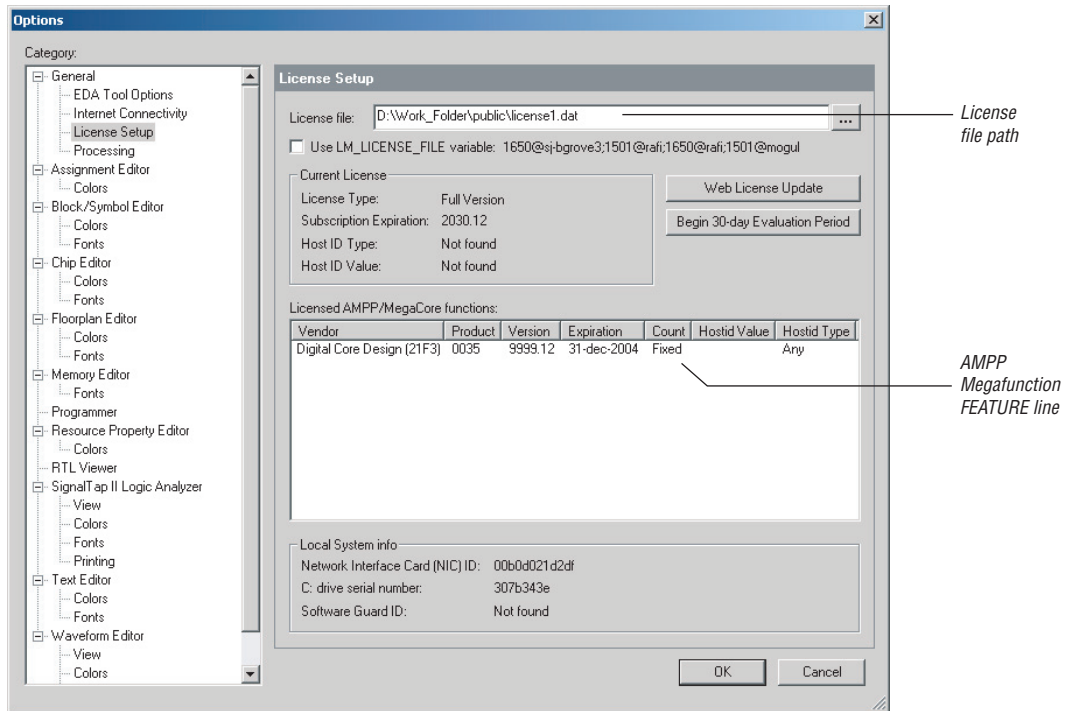 Options
Category:
General
EDA Tool Options
Internet Connectivity
License Setup
Processing
Assignment Editor
Colors
Block/Symbol Editor
Colors
Fonts
Chip Editor
Colors
Fonts
Floorplan Editor
Colors
Fonts
Memory Editor
Fonts
Programmer
Resource Property Editor
Colors
RTL Viewer
SignalTap II Logic Analyzer
View
Colors
Fonts
Printing
Text Editor
Colors
Fonts
Waveform Editor
View
Colors
License Setup
License file: D:\Work_Folder\public\license1.dat ...
Use LM_LICENSE_FILE variable: 1650@sj-bgrove3;1501@rafi;1650@rafi;1501@mogul
Current License
License Type: Full Version
Subscription Expiration: 2030.12
Host ID Type: Not found
Host ID Value: Not found
Web License Update
Begin 30-day Evaluation Period
Licensed AMPP/MegaCore functions:
Vendor Product Version Expiration Count Hostid Value Hostid Type
Digital Core Design (21F3) 0035 9999.12 31-dec-2004 Fixed Any
Local System info
Network Interface Card (NIC) ID: 00b0d021d2df
C: drive serial number: 307b343e
Software Guard ID: Not found
OK Cancel
License
file path
AMPP
Megafunction
FEATURE line